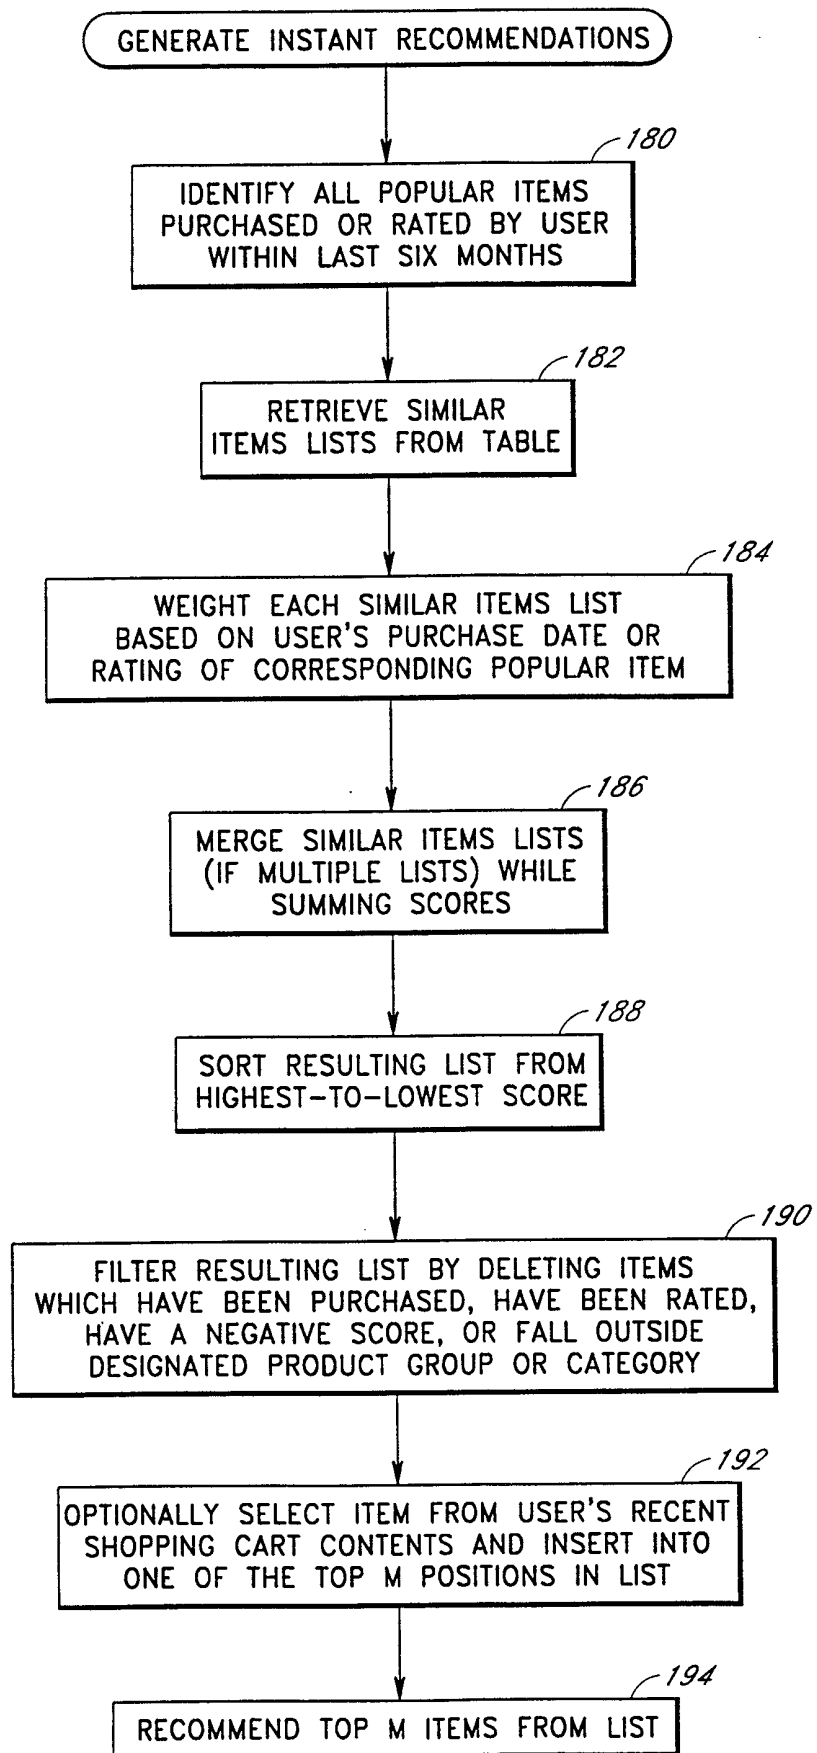 GENERATE INSTANT RECOMMENDATIONS
180
IDENTIFY ALL POPULAR ITEMS
PURCHASED OR RATED BY USER
WITHIN LAST SIX MONTHS
182
RETRIEVE SIMILAR
ITEMS LISTS FROM TABLE
184
WEIGHT EACH SIMILAR ITEMS LIST
BASED ON USER'S PURCHASE DATE OR
RATING OF CORRESPONDING POPULAR ITEM
186
MERGE SIMILAR ITEMS LISTS
(IF MULTIPLE LISTS) WHILE
SUMMING SCORES
188
SORT RESULTING LIST FROM
HIGHEST-TO-LOWEST SCORE
190
FILTER RESULTING LIST BY DELETING ITEMS
WHICH HAVE BEEN PURCHASED, HAVE BEEN RATED,
HAVE A NEGATIVE SCORE, OR FALL OUTSIDE
DESIGNATED PRODUCT GROUP OR CATEGORY
192
OPTIONALLY SELECT ITEM FROM USER'S RECENT
SHOPPING CART CONTENTS AND INSERT INTO
ONE OF THE TOP M POSITIONS IN LIST
194
RECOMMEND TOP M ITEMS FROM LIST